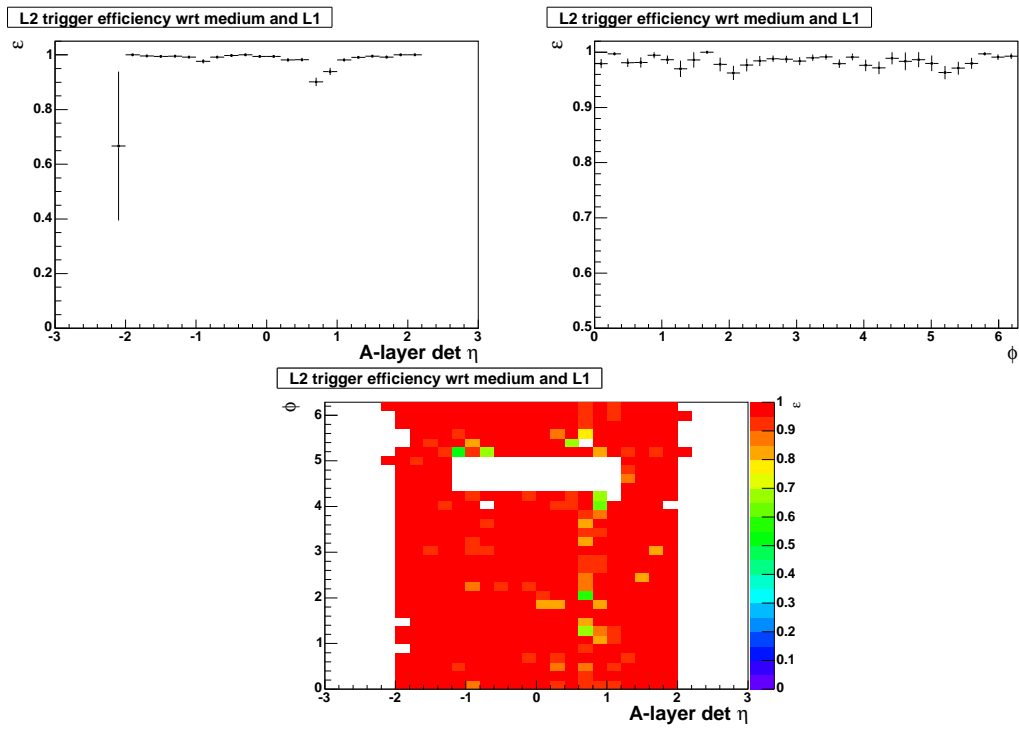 L2 trigger efficiency wrt medium and L1
ε
1
0.8
0.6
0.4
0.2
0
-3 -2 -1 0 1 2 3
A-layer det η
L2 trigger efficiency wrt medium and L1
ε
1
0.9
0.8
0.7
0.6
0.5
0 1 2 3 4 5 6
ϕ
L2 trigger efficiency wrt medium and L1
ϕ
6
5
4
3
2
1
0
-3 -2 -1 0 1 2 3
A-layer det η
ε
1
0.9
0.8
0.7
0.6
0.5
0.4
0.3
0.2
0.1
0